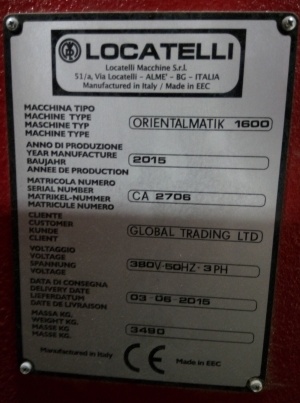 LOCATELLI
Locatelli Macchine S.r.l.
51/a, Via Locatelli - ALME' - BG - ITALIA
Manufactured in Italy / Made in EEC
MACCHINA TIPO
MACHINE TYPE
MASCHINE TYP
MACHINE TYPE
ORIENTALMATIK 1600
ANNO DI PRODUZIONE
YEAR MANUFACTURE
BAUJAHR
ANNEE DE PRODUCTION
2015
MATRICOLA NUMERO
SERIAL NUMBER
MATRIKEL-NUMMER
MATRICULE NUMERO
CA 2706
CLIENTE
CUSTOMER
KUNDE
CLIENT
GLOBAL TRADING LTD
VOLTAGGIO
VOLTAGE
SPANNUNG
VOLTAGE
380V-50HZ-3PH
DATA DI CONSEGNA
DELIVERY DATE
LIEFERDATUM
DATE DE LIVRAISON
03-06-2015
MASSA KG.
WEIGHT KG.
MASSE KG.
MASSE KG.
3480
Manufactured in Italy
CE
Made in EEC